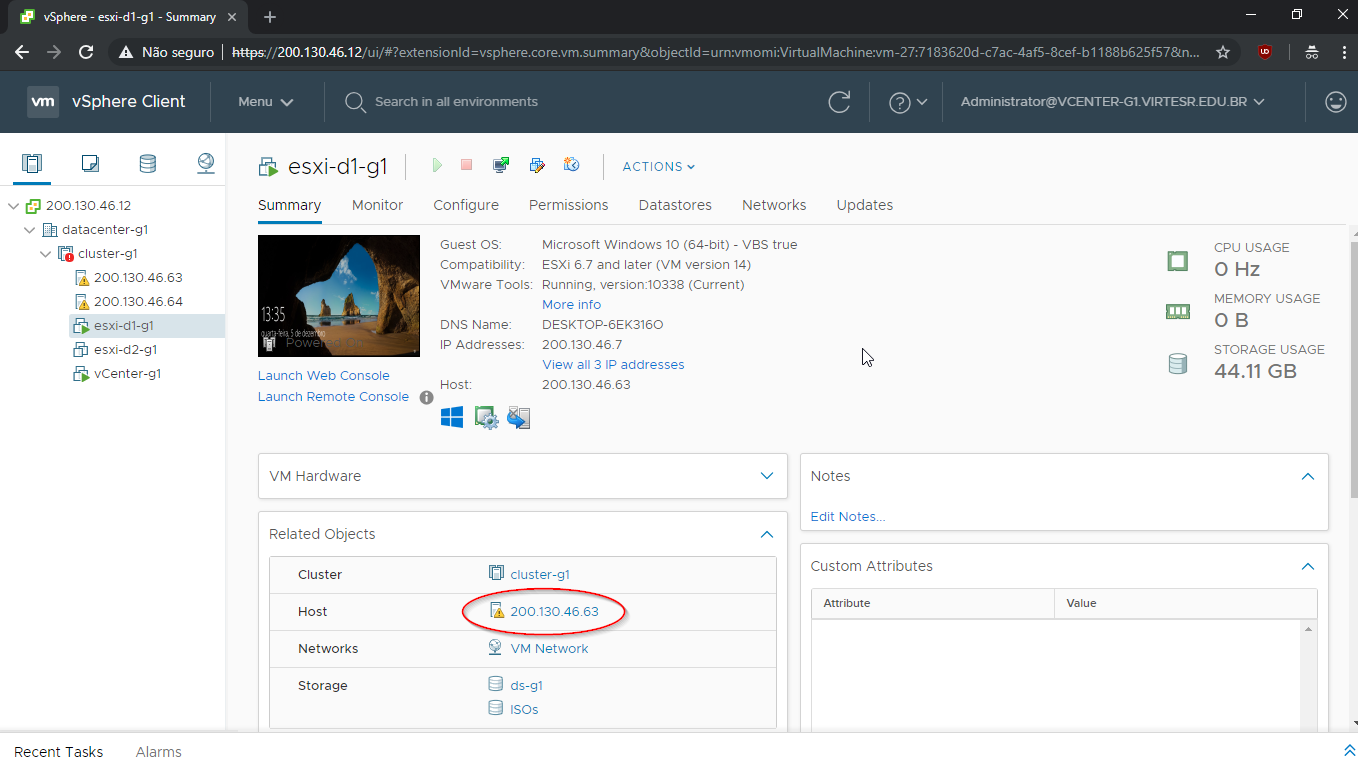 vSphere - esxi-d1-g1 - Summary
Não seguro https://200.130.46.12/ui/#?extensionId=vsphere.core.vm.summary&objectId=urn:vmomi:VirtualMachine:vm-27:7183620d-c7ac-4af5-8cef-b1188b625f57&n...
vm vSphere Client Menu Search in all environments Administrator@VCENTER-G1.VIRTESR.EDU.BR
200.130.46.12
datacenter-g1
cluster-g1
200.130.46.63
200.130.46.64
esxi-d1-g1
esxi-d2-g1
vCenter-g1
esxi-d1-g1 ACTIONS
Summary Monitor Configure Permissions Datastores Networks Updates
13:35
quarta-feira, 5 de dezembro
Powered On
Launch Web Console
Launch Remote Console
Guest OS: Microsoft Windows 10 (64-bit) - VBS true
Compatibility: ESXi 6.7 and later (VM version 14)
VMware Tools: Running, version:10338 (Current)
More info
DNS Name: DESKTOP-6EK316O
IP Addresses: 200.130.46.7
View all 3 IP addresses
Host: 200.130.46.63
CPU USAGE
0 Hz
MEMORY USAGE
0 B
STORAGE USAGE
44.11 GB
VM Hardware
Related Objects
Cluster cluster-g1
Host 200.130.46.63
Networks VM Network
Storage ds-g1
ISOs
Notes
Edit Notes...
Custom Attributes
Attribute Value
Recent Tasks Alarms